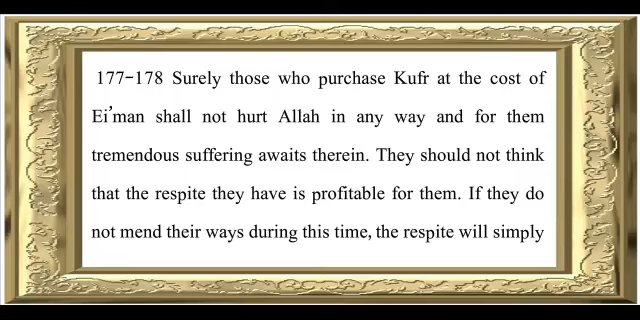 177-178 Surely those who purchase Kufr at the cost of
Ei'man shall not hurt Allah in any way and for them
tremendous suffering awaits therein. They should not think
that the respite they have is profitable for them. If they do
not mend their ways during this time, the respite will simply